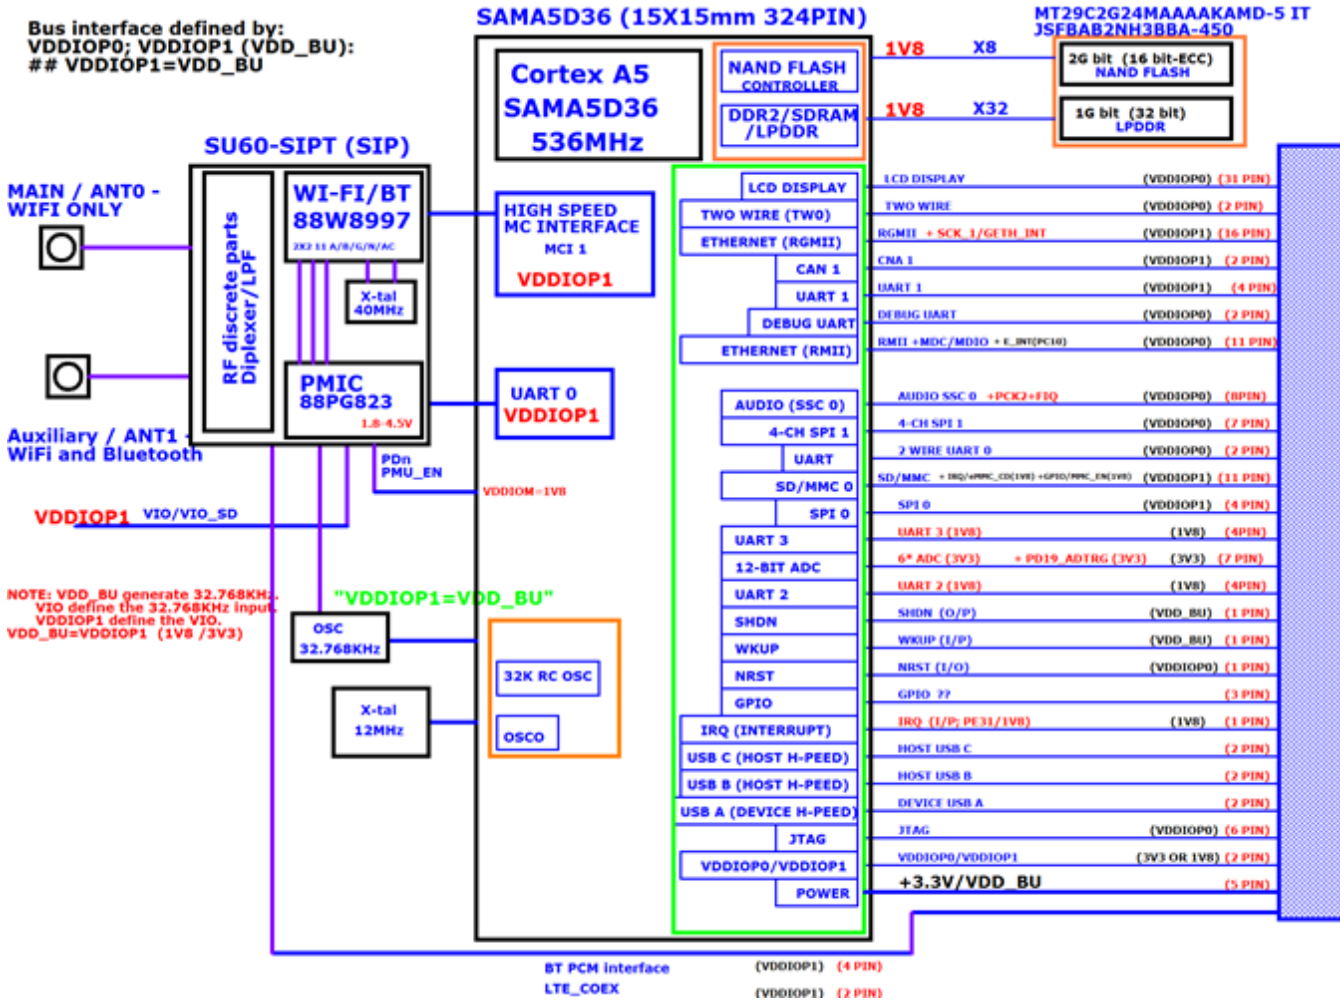 Bus interface defined by:
VDDIOP0; VDDIOP1 (VDD_BU):
## VDDIOP1=VDD_BU
SAMA5D36 (15X15mm 324PIN)
MT29C2G24MAAAAKAMD-5 IT
JSFBAB2NH3BBA-450
Cortex A5
SAMA5D36
536MHz
NAND FLASH
CONTROLLER
DDR2/SDRAM
/LPDDR
1V8 X8
1V8 X32
2G bit (16 bit-ECC)
NAND FLASH
1G bit (32 bit)
LPDDR
SU60-SIPT (SIP)
MAIN / ANT0 -
WIFI ONLY
Auxiliary / ANT1 -
WiFi and Bluetooth
RF discrete parts
Diplexer/LPF
WI-FI/BT
88W8997
2X2 11 A/B/G/N/AC
X-tal
40MHz
PMIC
88PG823
1.8-4.5V
HIGH SPEED
MC INTERFACE
MCI 1
VDDIOP1
UART 0
VDDIOP1
PDn
PMU_EN
VDDIOM=1V8
VDDIOP1 VIO/VIO_SD
NOTE: VDD_BU generate 32.768KHz.
VIO define the 32.768KHz input.
VDDIOP1 define the VIO.
VDD_BU=VDDIOP1 (1V8 /3V3)
"VDDIOP1=VDD_BU"
OSC
32.768KHz
X-tal
12MHz
32K RC OSC
OSCO
LCD DISPLAY
TWO WIRE (TW0)
ETHERNET (RGMII)
CAN 1
UART 1
DEBUG UART
ETHERNET (RMII)
AUDIO (SSC 0)
4-CH SPI 1
UART
SD/MMC 0
SPI 0
UART 3
12-BIT ADC
UART 2
SHDN
WKUP
NRST
GPIO
IRQ (INTERRUPT)
USB C (HOST H-PEED)
USB B (HOST H-PEED)
USB A (DEVICE H-PEED)
JTAG
VDDIOP0/VDDIOP1
POWER
LCD DISPLAY (VDDIOP0) (31 PIN)
TWO WIRE (VDDIOP0) (2 PIN)
RGMII + SCK_1/GETH_INT (VDDIOP1) (16 PIN)
CNA 1 (VDDIOP1) (2 PIN)
UART 1 (VDDIOP1) (4 PIN)
DEBUG UART (VDDIOP0) (2 PIN)
RMII +MDC/MDIO + E_INT(PC10) (VDDIOP0) (11 PIN)
AUDIO SSC 0 +PCK2+FIQ (VDDIOP0) (8PIN)
4-CH SPI 1 (VDDIOP0) (7 PIN)
2 WIRE UART 0 (VDDIOP0) (2 PIN)
SD/MMC + IRQ/eMMC_CD(1V8) +GPIO/MMC_EN(1V8) (VDDIOP1) (11 PIN)
SPI 0 (VDDIOP1) (4 PIN)
UART 3 (1V8) (1V8) (4PIN)
6* ADC (3V3) + PD19_ADTRG (3V3) (3V3) (7 PIN)
UART 2 (1V8) (1V8) (4PIN)
SHDN (O/P) (VDD_BU) (1 PIN)
WKUP (I/P) (VDD_BU) (1 PIN)
NRST (I/O) (VDDIOP0) (1 PIN)
GPIO ?? (3 PIN)
IRQ (I/P; PE31/1V8) (1V8) (1 PIN)
HOST USB C (2 PIN)
HOST USB B (2 PIN)
DEVICE USB A (2 PIN)
JTAG (VDDIOP0) (6 PIN)
VDDIOP0/VDDIOP1 (3V3 OR 1V8) (2 PIN)
+3.3V/VDD_BU (5 PIN)
BT PCM interface (VDDIOP1) (4 PIN)
LTE_COEX (VDDIOP1) (2 PIN)